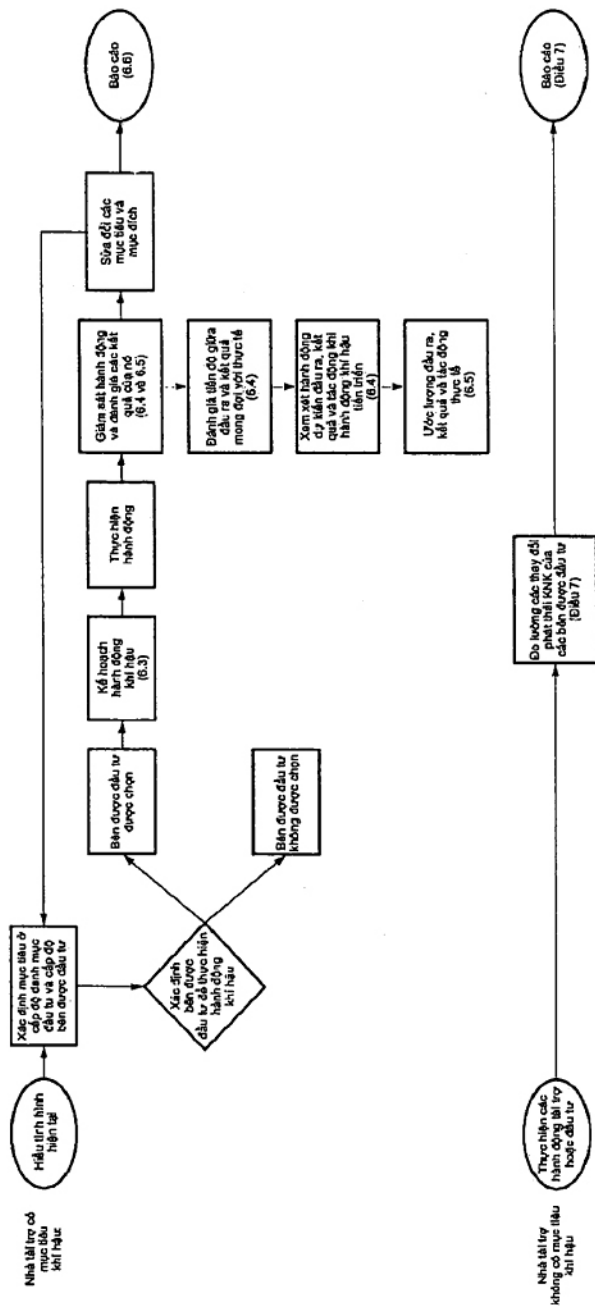 Nhà tài trợ có
mục tiêu
khí hậu:
Hiểu tình hình
hiện tại
Xác định mục tiêu ở
cấp độ danh mục
đầu tư và cấp độ
bên được đầu tư
Xác định
bên được
đầu tư để thực hiện
hành động
khí hậu
Bên được đầu tư
được chọn
Bên được đầu tư
không được chọn
Kế hoạch
hành động
khí hậu
(6.3)
Thực hiện
hành động
Giám sát hành động
và đánh giá các kết
quả của nó
(6.4 và 6.5)
Đánh giá tiến độ giữa
đầu ra và kết quả
mong đợi với thực tế
(6.4)
Xem xét hành động
dự kiến đầu ra, kết
quả và tác động khi
hành động khí hậu
tiến triển
(6.4)
Ước lượng đầu ra,
kết quả và tác động
thực tế
(6.5)
Sửa đổi các
mục tiêu và
mục đích
Báo cáo
(6.6)
Nhà tài trợ
không có mục tiêu
khí hậu
Thực hiện các
hành động tài trợ
hoặc đầu tư
Đo lường các thay đổi
phát thải KNK của
các bên được đầu tư
(Điều 7)
Báo cáo
(Điều 7)